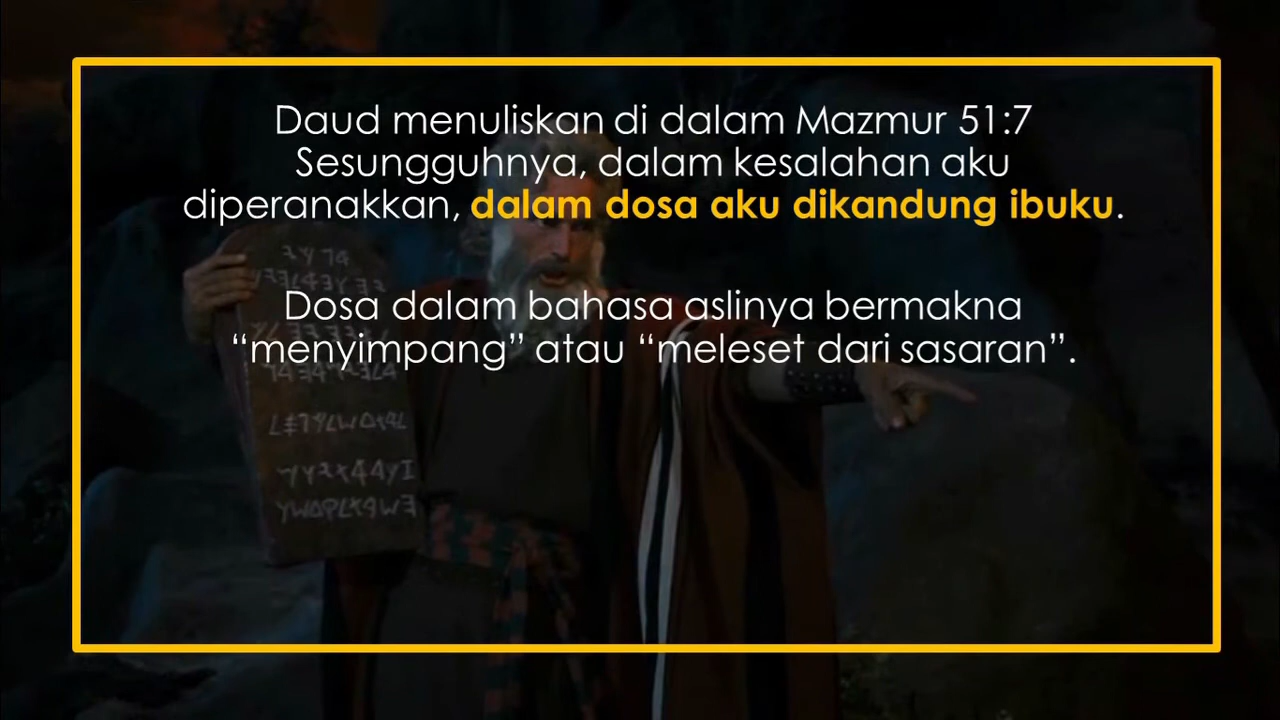 Daud menuliskan di dalam Mazmur 51:7
Sesungguhnya, dalam kesalahan aku
diperanakkan, dalam dosa aku dikandung ibuku.
Dosa dalam bahasa aslinya bermakna
“menyimpang” atau “meleset dari sasaran”.